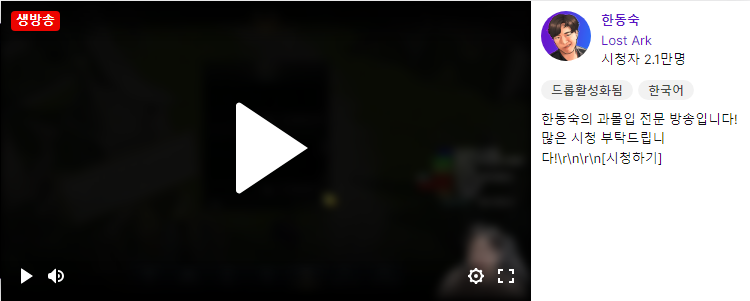 생방송
한동숙
Lost Ark
시청자 2.1만명
드롭활성화됨 한국어
한동숙의 과몰입 전문 방송입니다!
많은 시청 부탁드립니
다!\r\n\r\n[시청하기]